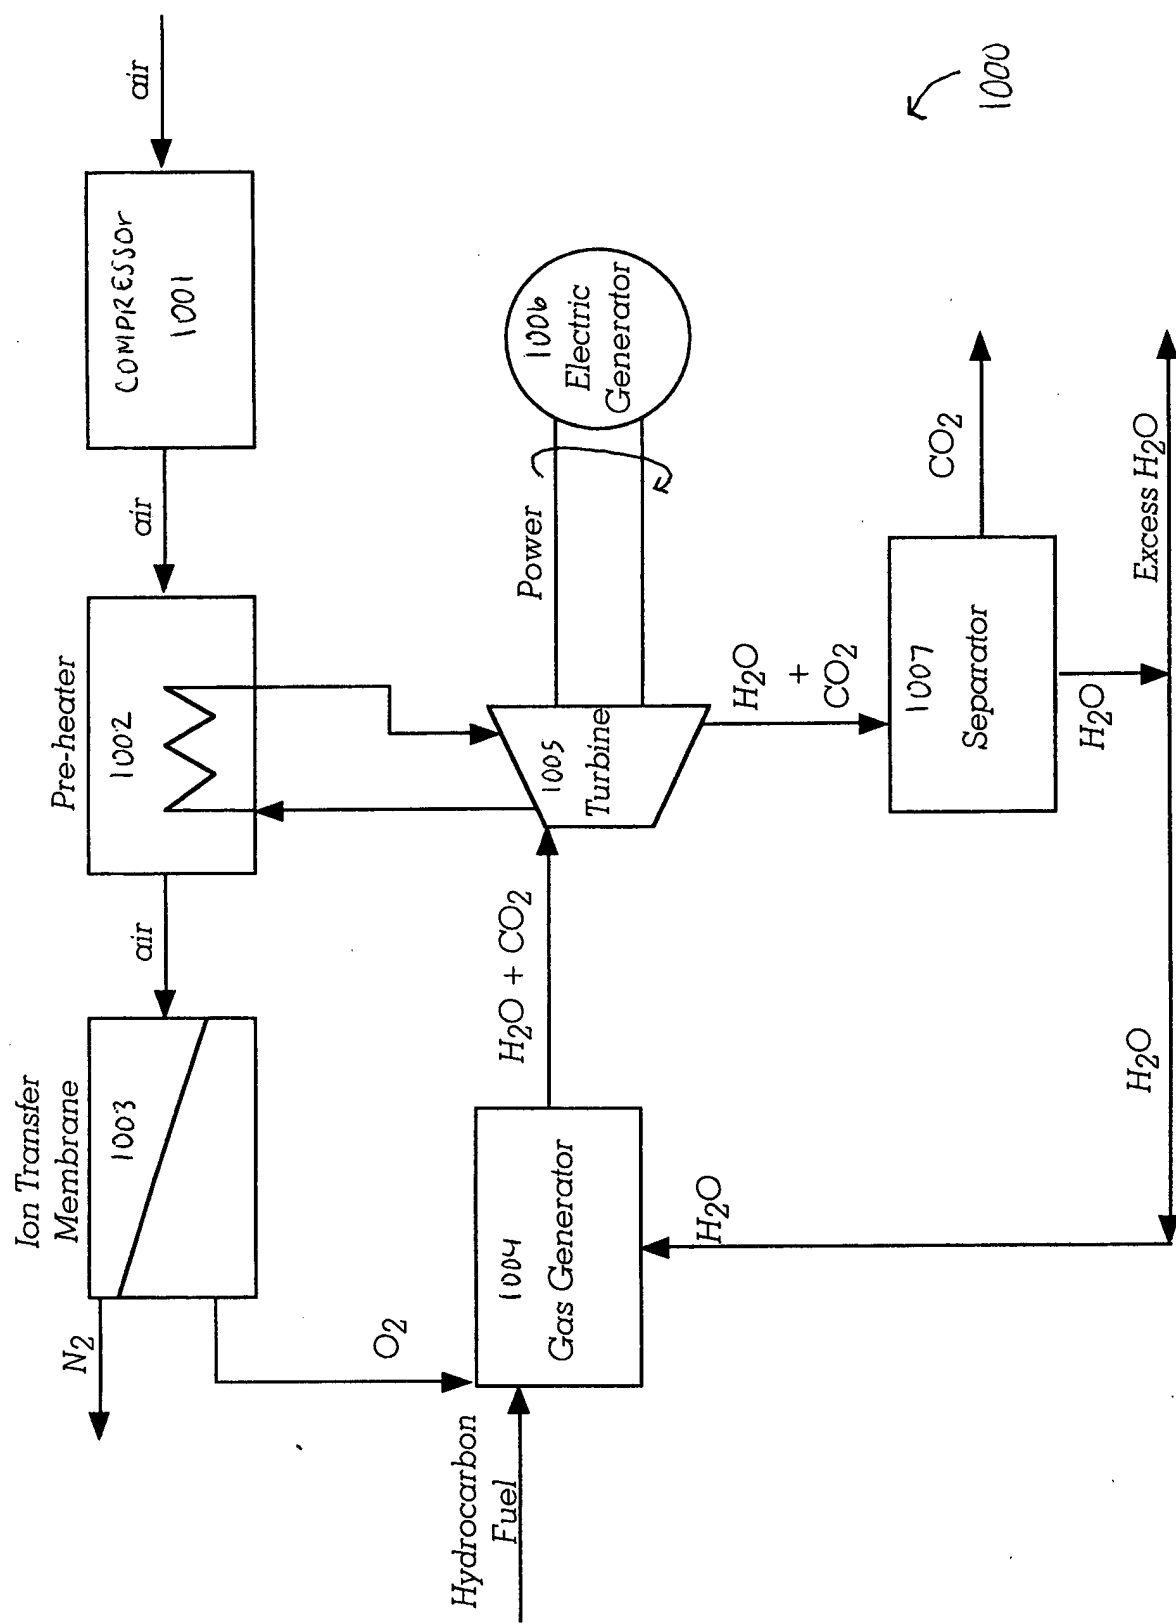 Ion Transfer
Membrane
1003
N2
air
Pre-heater
1002
air
COMPRESSOR
1001
air
O2
Hydrocarbon
Fuel
1004
Gas Generator
H2O + CO2
1005
Turbine
Power
1006
Electric
Generator
H2O
H2O
+
CO2
1007
Separator
CO2
H2O
H2O
Excess H2O
1000